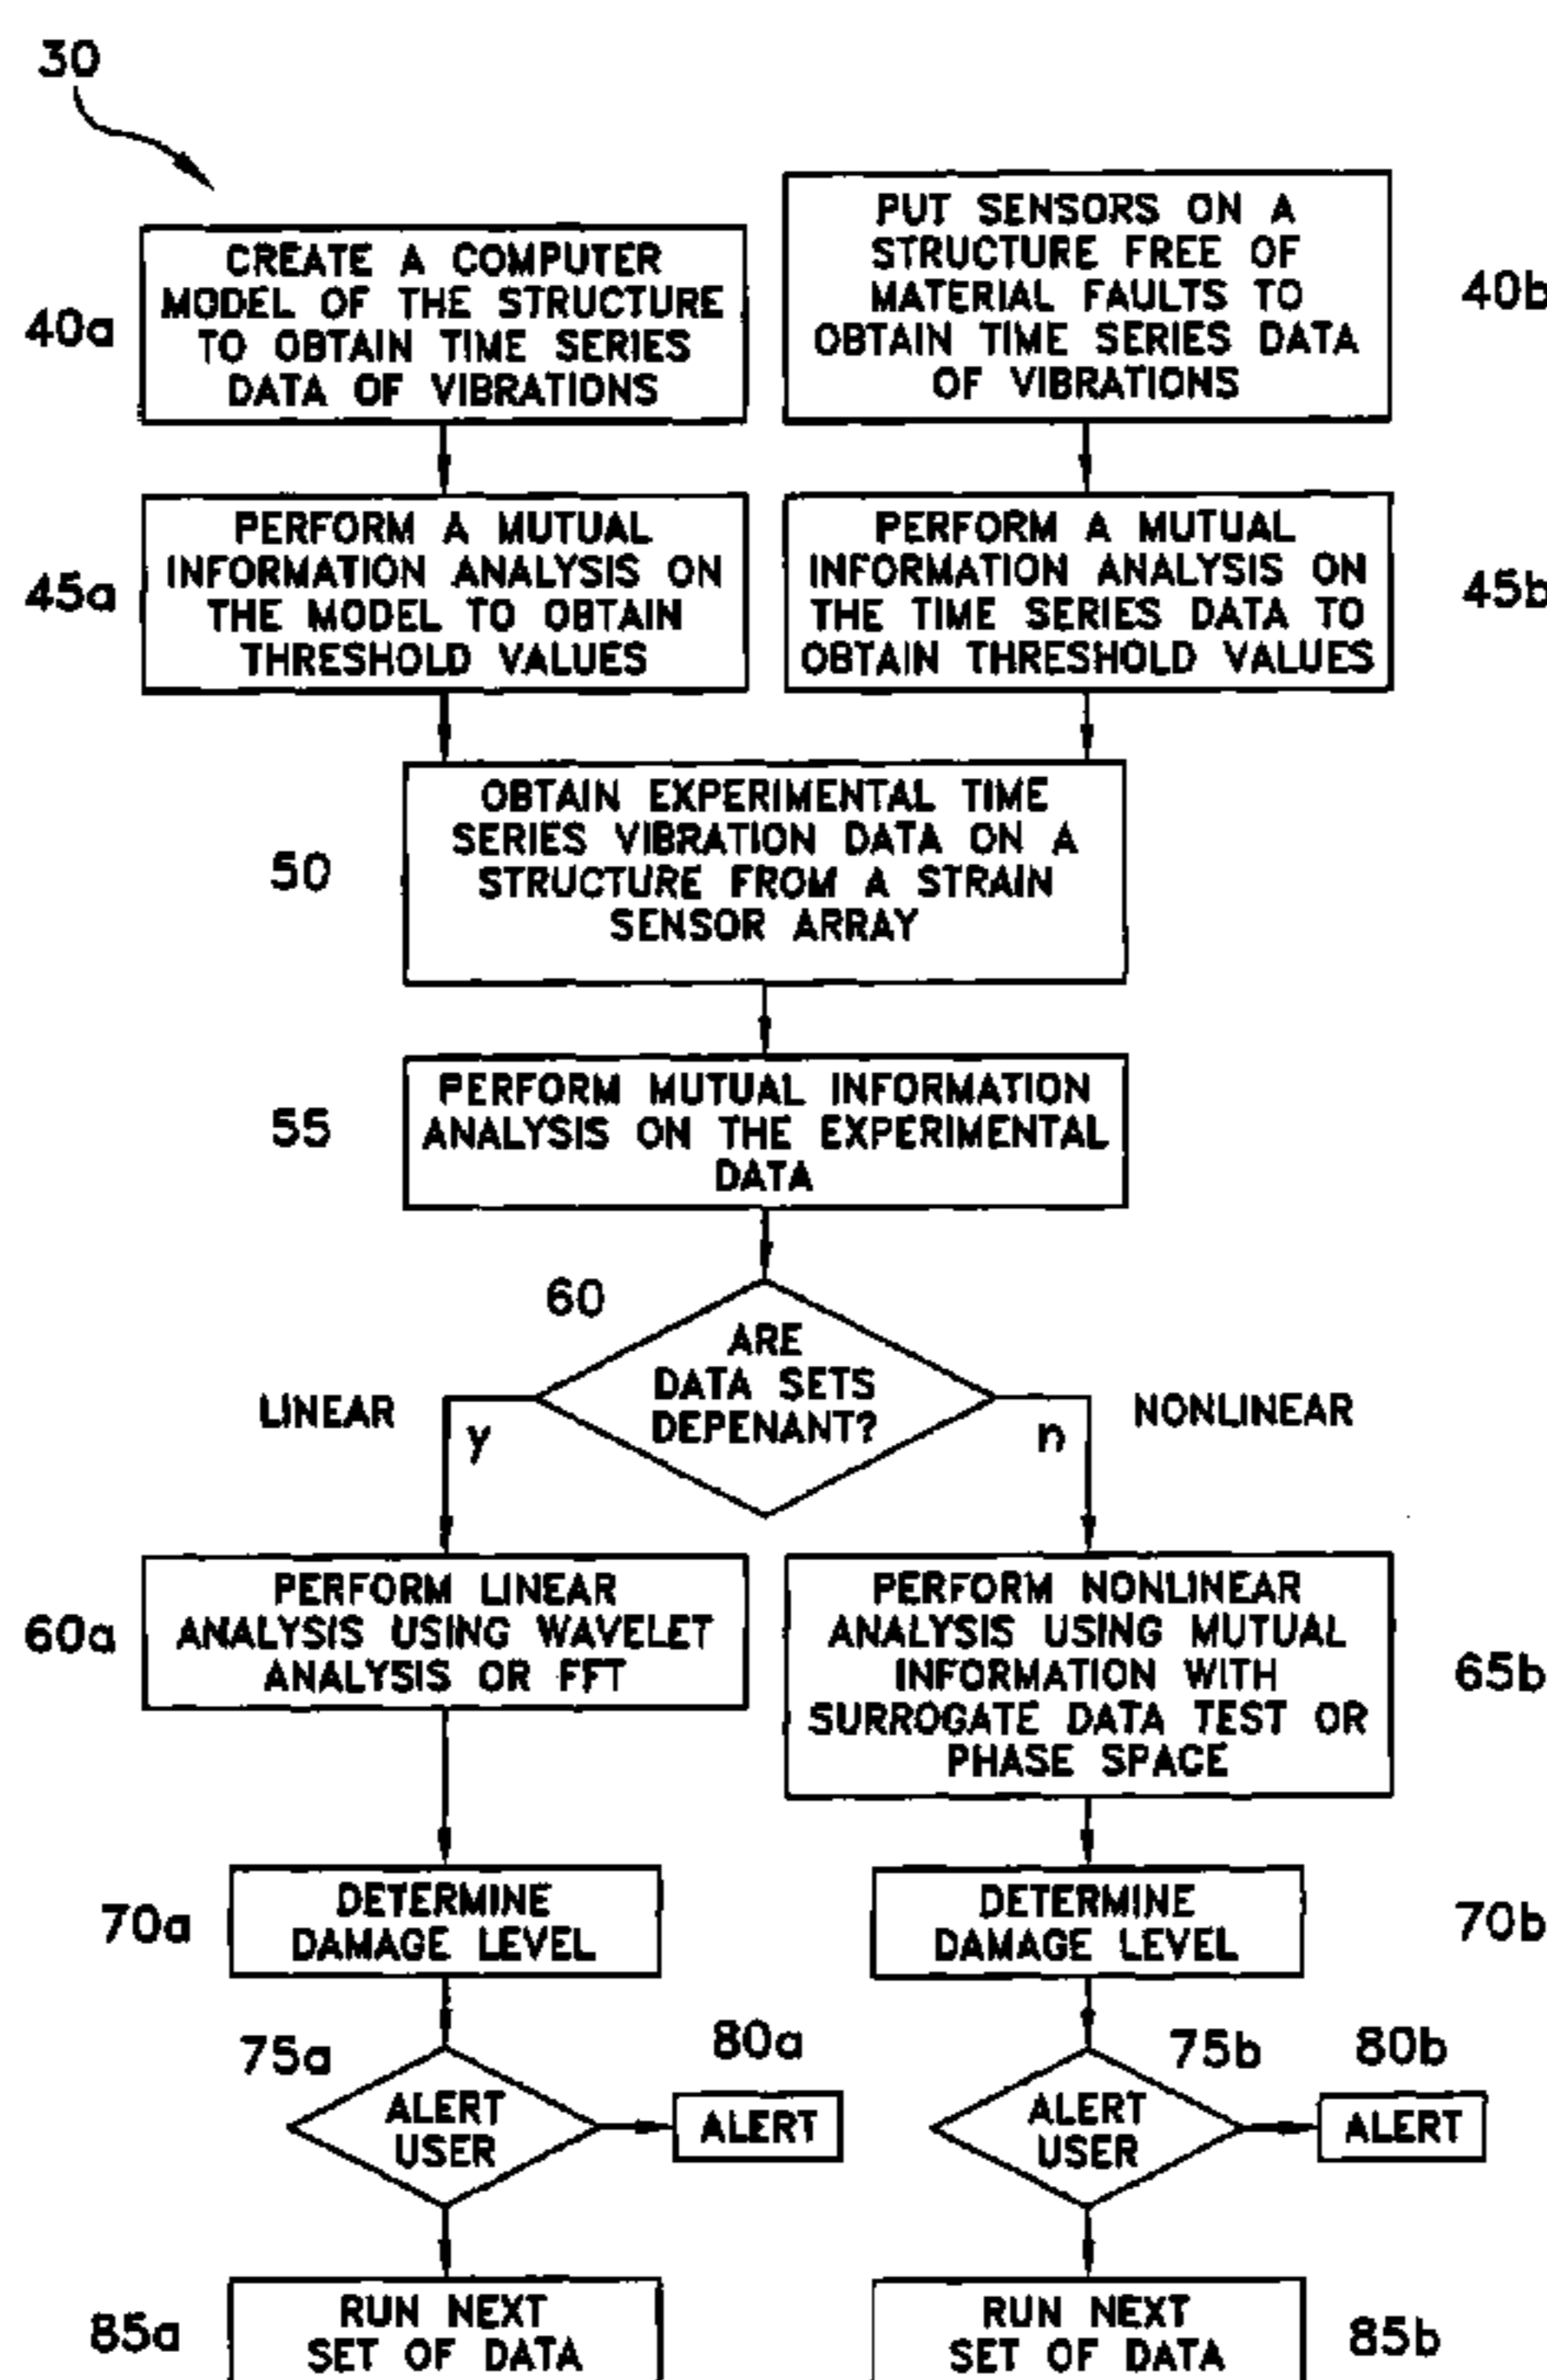 30
40a
CREATE A COMPUTER
MODEL OF THE STRUCTURE
TO OBTAIN TIME SERIES
DATA OF VIBRATIONS
PUT SENSORS ON A
STRUCTURE FREE OF
MATERIAL FAULTS TO
OBTAIN TIME SERIES DATA
OF VIBRATIONS
40b
45a
PERFORM A MUTUAL
INFORMATION ANALYSIS ON
THE MODEL TO OBTAIN
THRESHOLD VALUES
PERFORM A MUTUAL
INFORMATION ANALYSIS ON
THE TIME SERIES DATA TO
OBTAIN THRESHOLD VALUES
45b
50
OBTAIN EXPERIMENTAL TIME
SERIES VIBRATION DATA ON A
STRUCTURE FROM A STRAIN
SENSOR ARRAY
55
PERFORM MUTUAL INFORMATION
ANALYSIS ON THE EXPERIMENTAL
DATA
60
ARE
DATA SETS
DEPENANT?
LINEAR
y
n
NONLINEAR
60a
PERFORM LINEAR
ANALYSIS USING WAVELET
ANALYSIS OR FFT
PERFORM NONLINEAR
ANALYSIS USING MUTUAL
INFORMATION WITH
SURROGATE DATA TEST OR
PHASE SPACE
65b
70a
DETERMINE
DAMAGE LEVEL
DETERMINE
DAMAGE LEVEL
70b
75a
ALERT
USER
80a
ALERT
75b
ALERT
USER
80b
ALERT
85a
RUN NEXT
SET OF DATA
RUN NEXT
SET OF DATA
85b